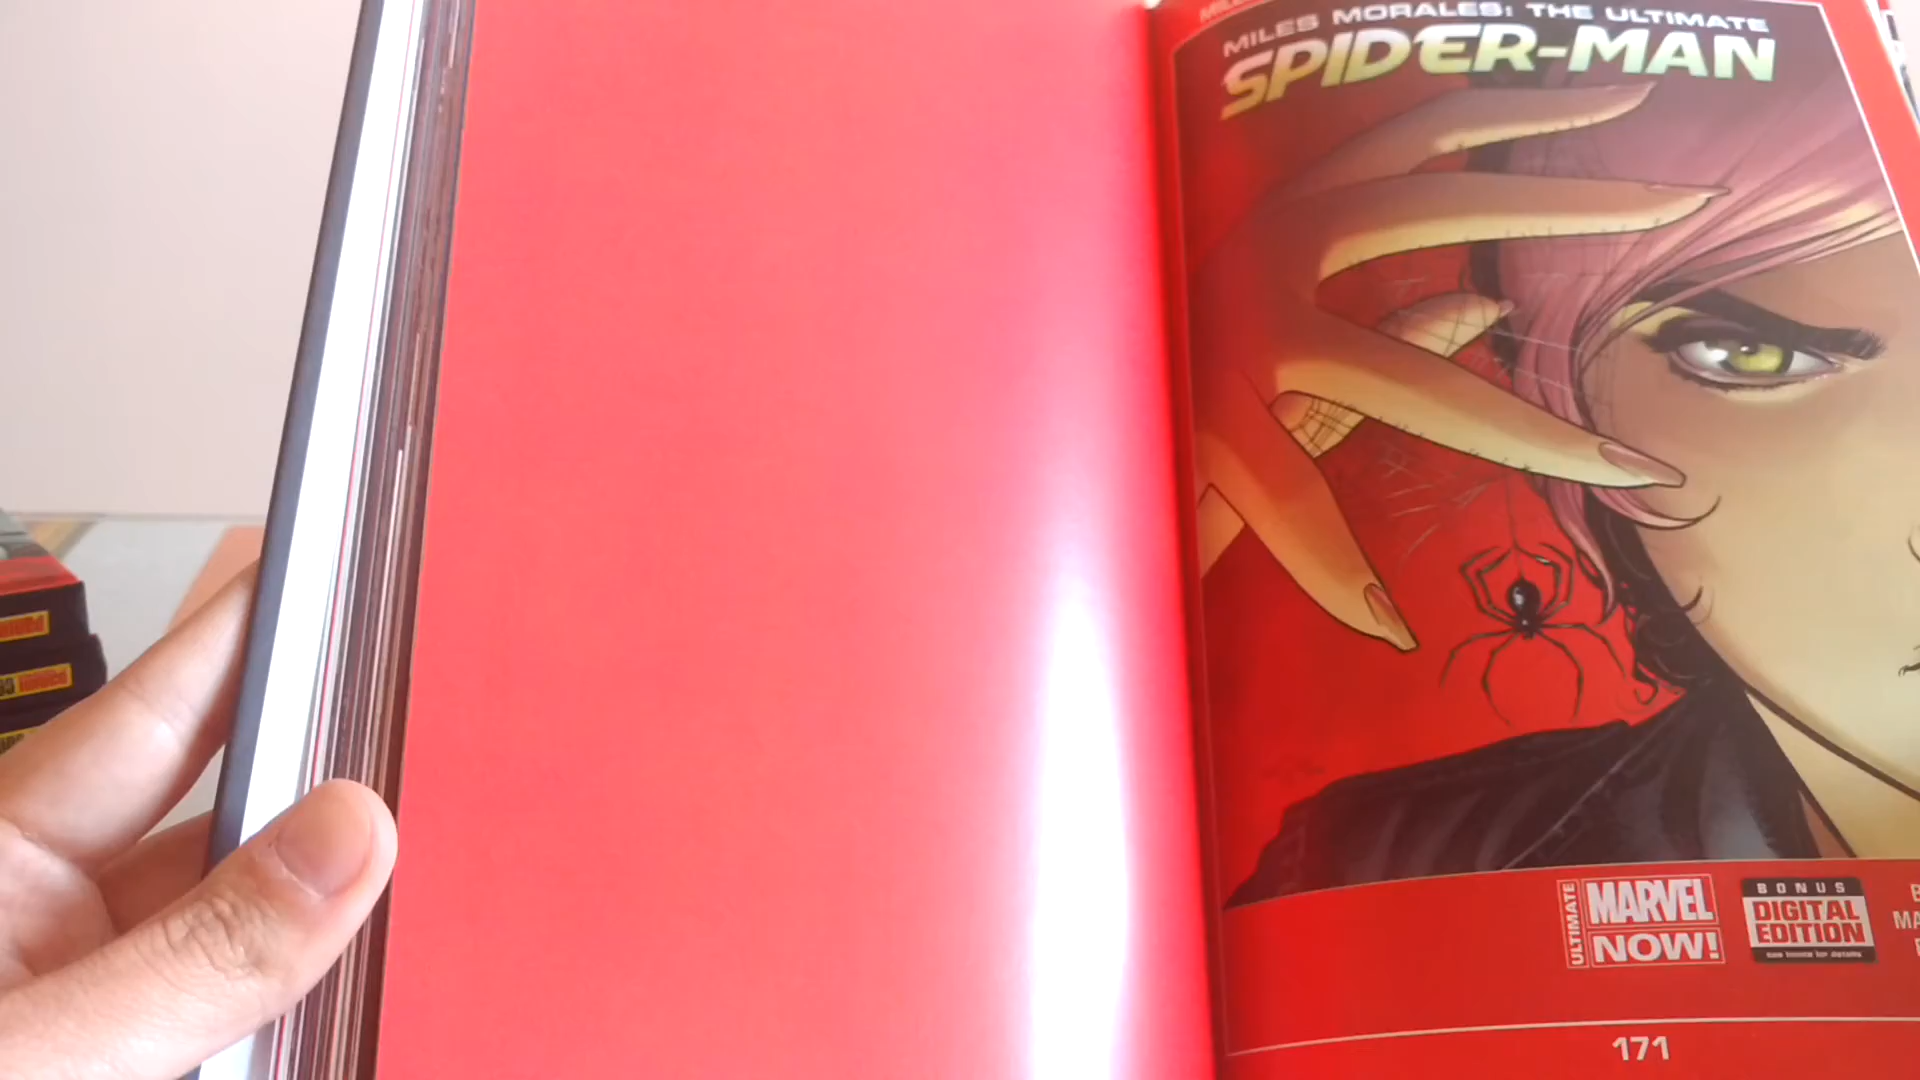 MILES MORALES: THE ULTIMATE
SPIDER-MAN
ULTIMATE
MARVEL
NOW!
BONUS
DIGITAL
EDITION
171